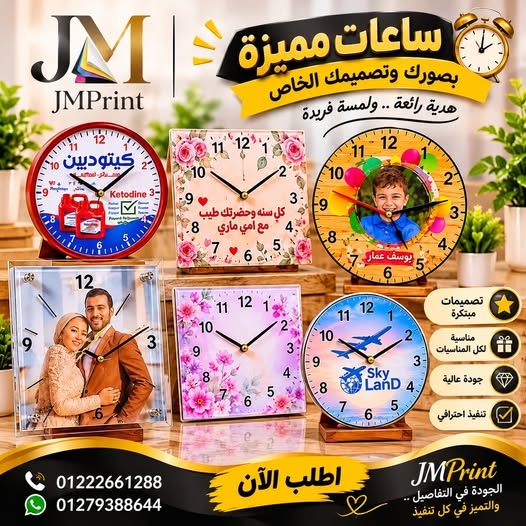 JM
JMPrint
ساعات مميزة
بصورك وتصميمك الخاص
هدية رائعة .. ولمسة فريدة
كيتوديين
Ketodine
كل سنه وحضرتك طيب
مع امي ماري
يوسف عمار
Sky
LanD
تصميمات
مبتكرة
مناسبة
لكل المناسبات
جودة عالية
تنفيذ احترافي
01222661288
01279388644
اطلب الآن
JMPrint
الجودة في التفاصيل ..
والتميز في كل تنفيذ